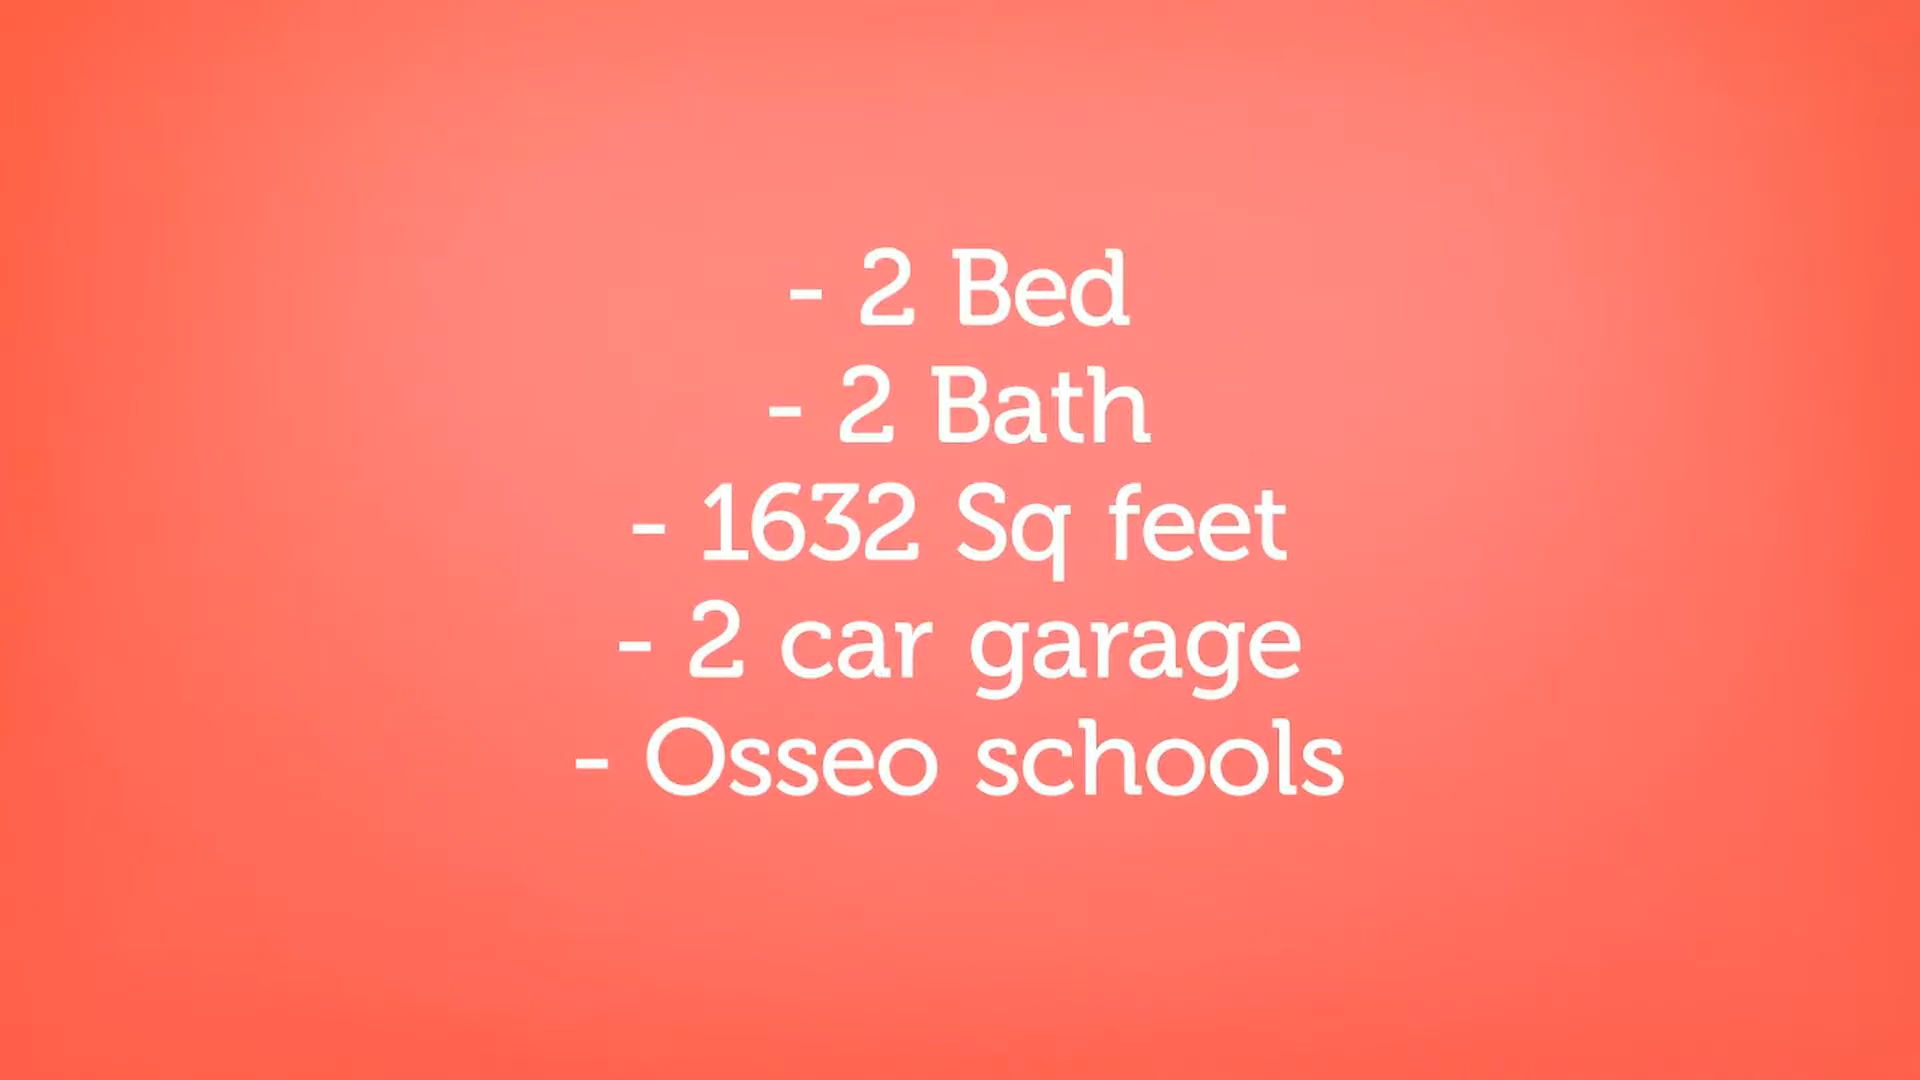 - 2 Bed
- 2 Bath
- 1632 Sq feet
- 2 car garage
- Osseo schools